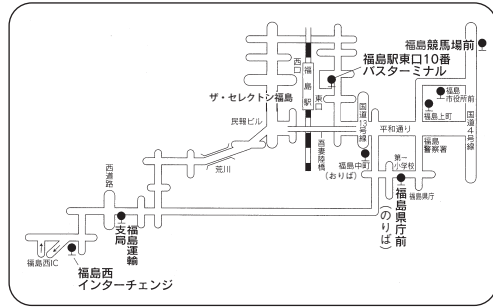 福島競馬場前
福島駅東口10番
バスターミナル
西口
福島駅
東口
ザ・セレクトン福島
国道13号線
福島
市役所前
福島上町
国道4号線
民報ビル
平和通り
吾妻陸橋
福島
警察署
福島中町
(おりば)
第一
小学校
西道路
荒川
福島県庁
福島県庁前
(のりば)
福島運輸
支局
福島西IC
福島西
インターチェンジ